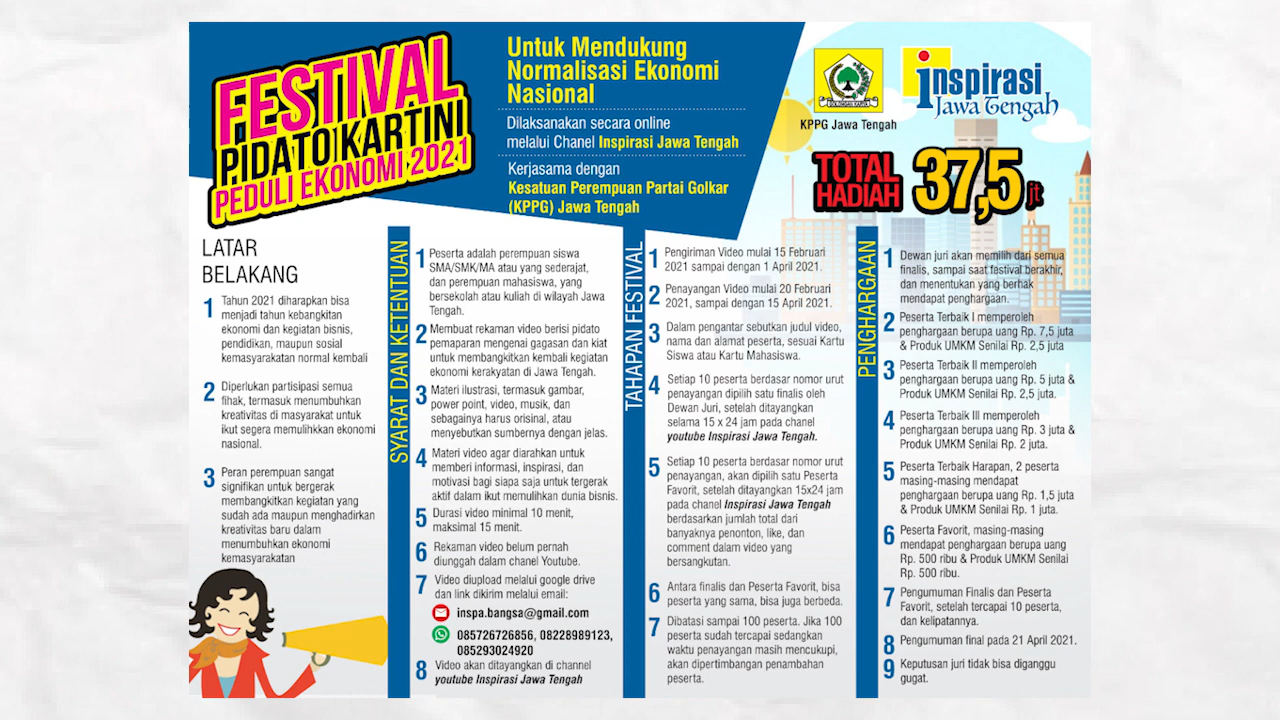 FESTIVAL
PIDATO KARTINI
PEDULI EKONOMI 2021
Untuk Mendukung
Normalisasi Ekonomi
Nasional
Dilaksanakan secara online
melalui Chanel Inspirasi Jawa Tengah
Kerjasama dengan
Kesatuan Perempuan Partai Golkar
(KPPG) Jawa Tengah
GOLONGAN KARYA
KPPG Jawa Tengah
inspirasi
Jawa Tengah
TOTAL
HADIAH
37,5 jt
LATAR
BELAKANG
1 Tahun 2021 diharapkan bisa
menjadi tahun kebangkitan
ekonomi dan kegiatan bisnis,
pendidikan, maupun sosial
kemasyarakatan normal kembali
2 Diperlukan partisipasi semua
fihak, termasuk menumbuhkan
kreativitas di masyarakat untuk
ikut segera memulihkkan ekonomi
nasional.
3 Peran perempuan sangat
signifikan untuk bergerak
membangkitkan kegiatan yang
sudah ada maupun menghadirkan
kreativitas baru dalam
menumbuhkan ekonomi
kemasyarakatan
SYARAT DAN KETENTUAN
1 Peserta adalah perempuan siswa
SMA/SMK/MA atau yang sederajat,
dan perempuan mahasiswa, yang
bersekolah atau kuliah di wilayah Jawa
Tengah.
2 Membuat rekaman video berisi pidato
pemaparan mengenai gagasan dan kiat
untuk membangkitkan kembali kegiatan
ekonomi kerakyatan di Jawa Tengah.
3 Materi ilustrasi, termasuk gambar,
power point, video, musik, dan
sebagainya harus orisinal, atau
menyebutkan sumbernya dengan jelas.
4 Materi video agar diarahkan untuk
memberi informasi, inspirasi, dan
motivasi bagi siapa saja untuk tergerak
aktif dalam ikut memulihkan dunia bisnis.
5 Durasi video minimal 10 menit,
maksimal 15 menit.
6 Rekaman video belum pernah
diunggah dalam chanel Youtube.
7 Video diupload melalui google drive
dan link dikirim melalui email:
inspa.bangsa@gmail.com
085726726856, 08228989123,
085293024920
8 Video akan ditayangkan di channel
youtube Inspirasi Jawa Tengah
TAHAPAN FESTIVAL
1 Pengiriman Video mulai 15 Februari
2021 sampai dengan 1 April 2021.
2 Penayangan Video mulai 20 Februari
2021, sampai dengan 15 April 2021.
3 Dalam pengantar sebutkan judul video,
nama dan alamat peserta, sesuai Kartu
Siswa atau Kartu Mahasiswa.
4 Setiap 10 peserta berdasar nomor urut
penayangan dipilih satu finalis oleh
Dewan Juri, setelah ditayangkan
selama 15 x 24 jam pada chanel
youtube Inspirasi Jawa Tengah.
5 Setiap 10 peserta berdasar nomor urut
penayangan, akan dipilih satu Peserta
Favorit, setelah ditayangkan 15x24 jam
pada chanel Inspirasi Jawa Tengah
berdasarkan jumlah total dari
banyaknya penonton, like, dan
comment dalam video yang
bersangkutan.
6 Antara finalis dan Peserta Favorit, bisa
peserta yang sama, bisa juga berbeda.
7 Dibatasi sampai 100 peserta. Jika 100
peserta sudah tercapai sedangkan
waktu penayangan masih mencukupi,
akan dipertimbangan penambahan
peserta.
PENGHARGAAN
1 Dewan juri akan memilih dari semua
finalis, sampai saat festival berakhir,
dan menentukan yang berhak
mendapat penghargaan.
2 Peserta Terbaik I memperoleh
penghargaan berupa uang Rp. 7,5 juta
& Produk UMKM Senilai Rp. 2,5 juta
3 Peserta Terbaik II memperoleh
penghargaan berupa uang Rp. 5 juta &
Produk UMKM Senilai Rp. 2,5 juta.
4 Peserta Terbaik III memperoleh
penghargaan berupa uang Rp. 3 juta &
Produk UMKM Senilai Rp. 2 juta.
5 Peserta Terbaik Harapan, 2 peserta
masing-masing mendapat
penghargaan berupa uang Rp. 1,5 juta
& Produk UMKM Senilai Rp. 1 juta.
6 Peserta Favorit, masing-masing
mendapat penghargaan berupa uang
Rp. 500 ribu & Produk UMKM Senilai
Rp. 500 ribu.
7 Pengumuman Finalis dan Peserta
Favorit, setelah tercapai 10 peserta,
dan kelipatannya.
8 Pengumuman final pada 21 April 2021.
9 Keputusan juri tidak bisa diganggu
gugat.